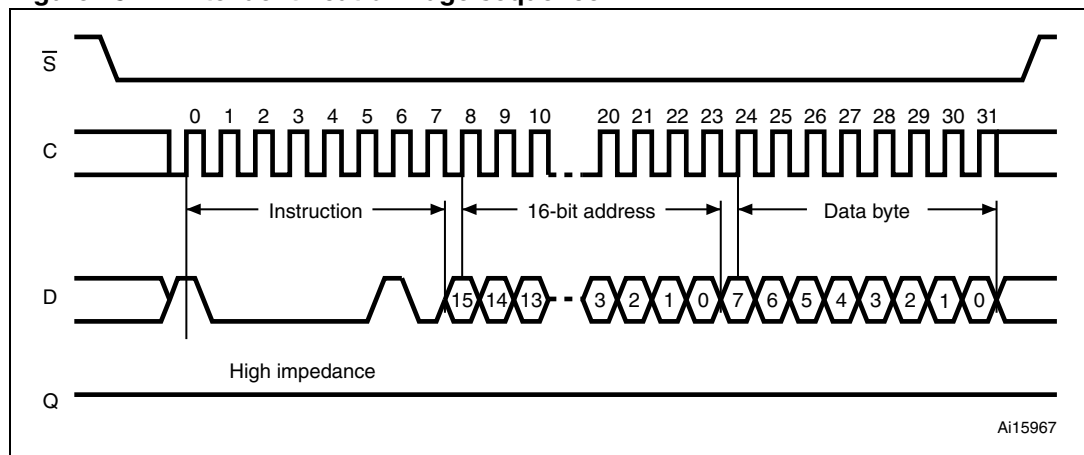 S
0 1 2 3 4 5 6 7 8 9 10 20 21 22 23 24 25 26 27 28 29 30 31
C
Instruction 16-bit address Data byte
D
15 14 13 3 2 1 0 7 6 5 4 3 2 1 0
High impedance
Q
Ai15967